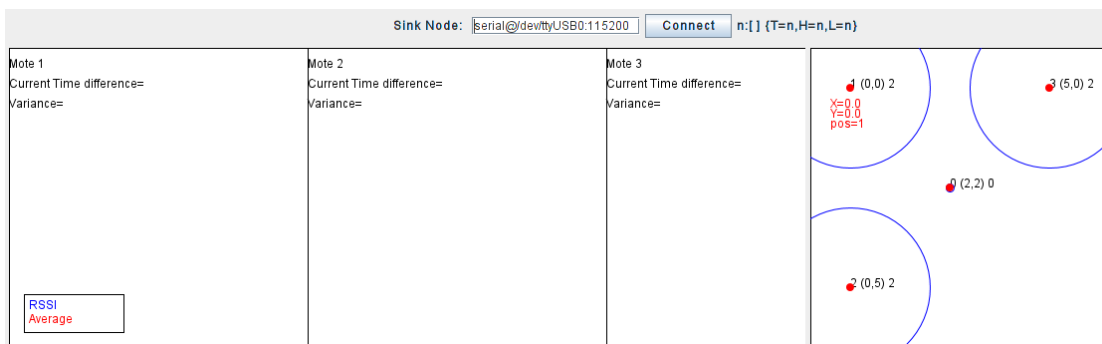 Sink Node: serial@/dev/ttyUSB0:115200 Connect n:[] {T=n,H=n,L=n}
Mote 1
Current Time difference=
Variance=
RSSI
Average
Mote 2
Current Time difference=
Variance=
Mote 3
Current Time difference=
Variance=
1 (0,0) 2
X=0.0
Y=0.0
pos=1
3 (5,0) 2
0 (2,2) 0
2 (0,5) 2